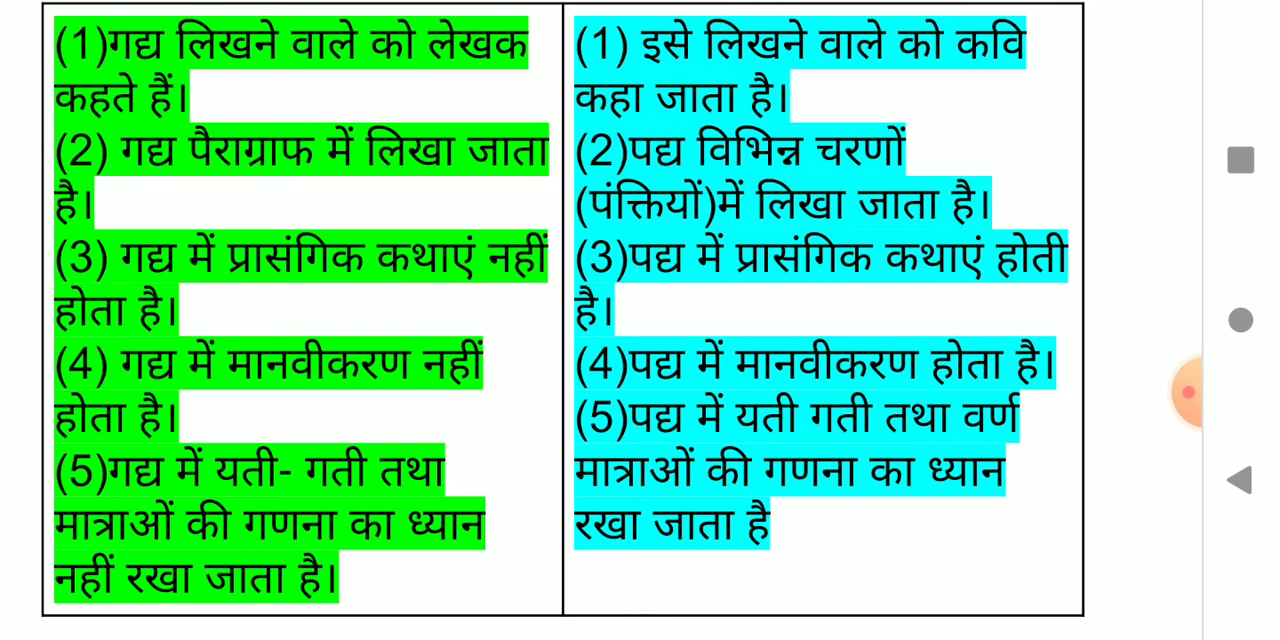 (1)गद्य लिखने वाले को लेखक
कहते हैं।
(2) गद्य पैराग्राफ में लिखा जाता
है।
(3) गद्य में प्रासंगिक कथाएं नहीं
होता है।
(4) गद्य में मानवीकरण नहीं
होता है।
(5)गद्य में यती- गती तथा
मात्राओं की गणना का ध्यान
नहीं रखा जाता है।
(1) इसे लिखने वाले को कवि
कहा जाता है।
(2)पद्य विभिन्न चरणों
(पंक्तियों)में लिखा जाता है।
(3)पद्य में प्रासंगिक कथाएं होती
है।
(4)पद्य में मानवीकरण होता है।
(5)पद्य में यती गती तथा वर्ण
मात्राओं की गणना का ध्यान
रखा जाता है